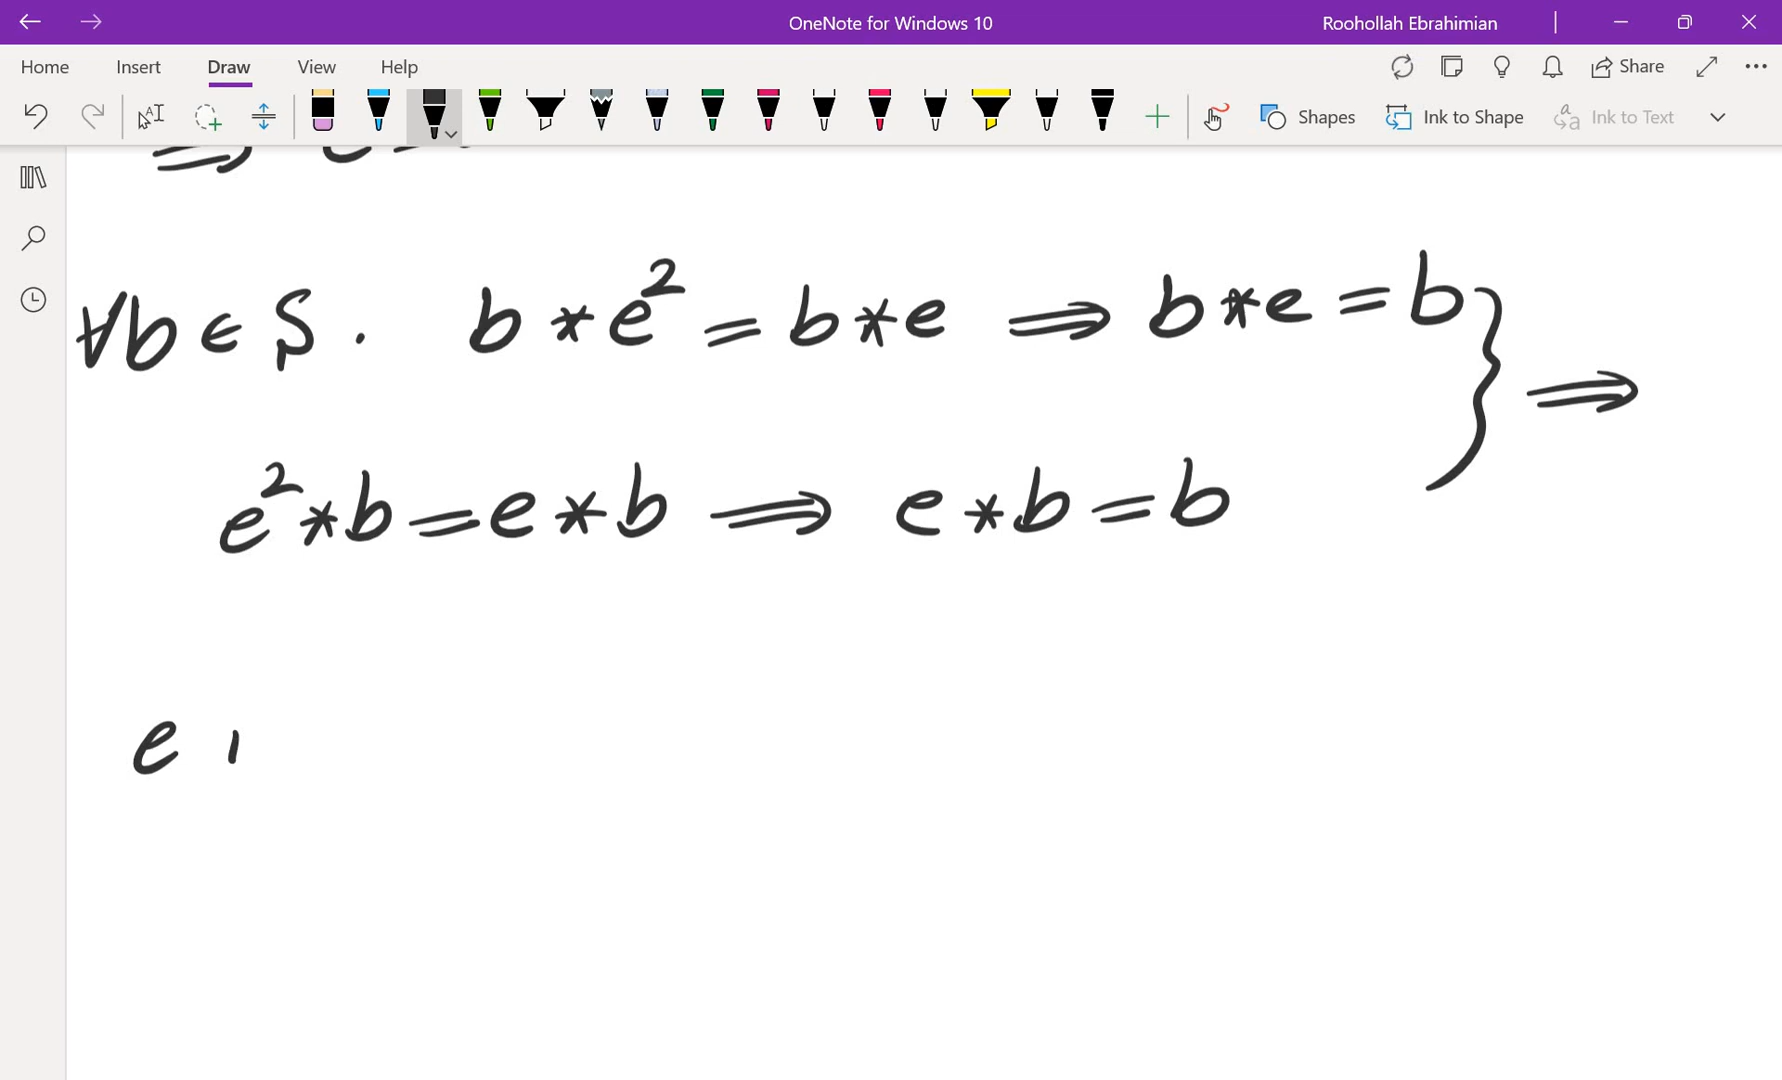 OneNote for Windows 10
Roohollah Ebrahimian
Home Insert Draw View Help
Share
Shapes Ink to Shape Ink to Text
∀b ∈ S . b * e² = b * e ⟹ b * e = b } ⟹
e² * b = e * b ⟹ e * b = b
e